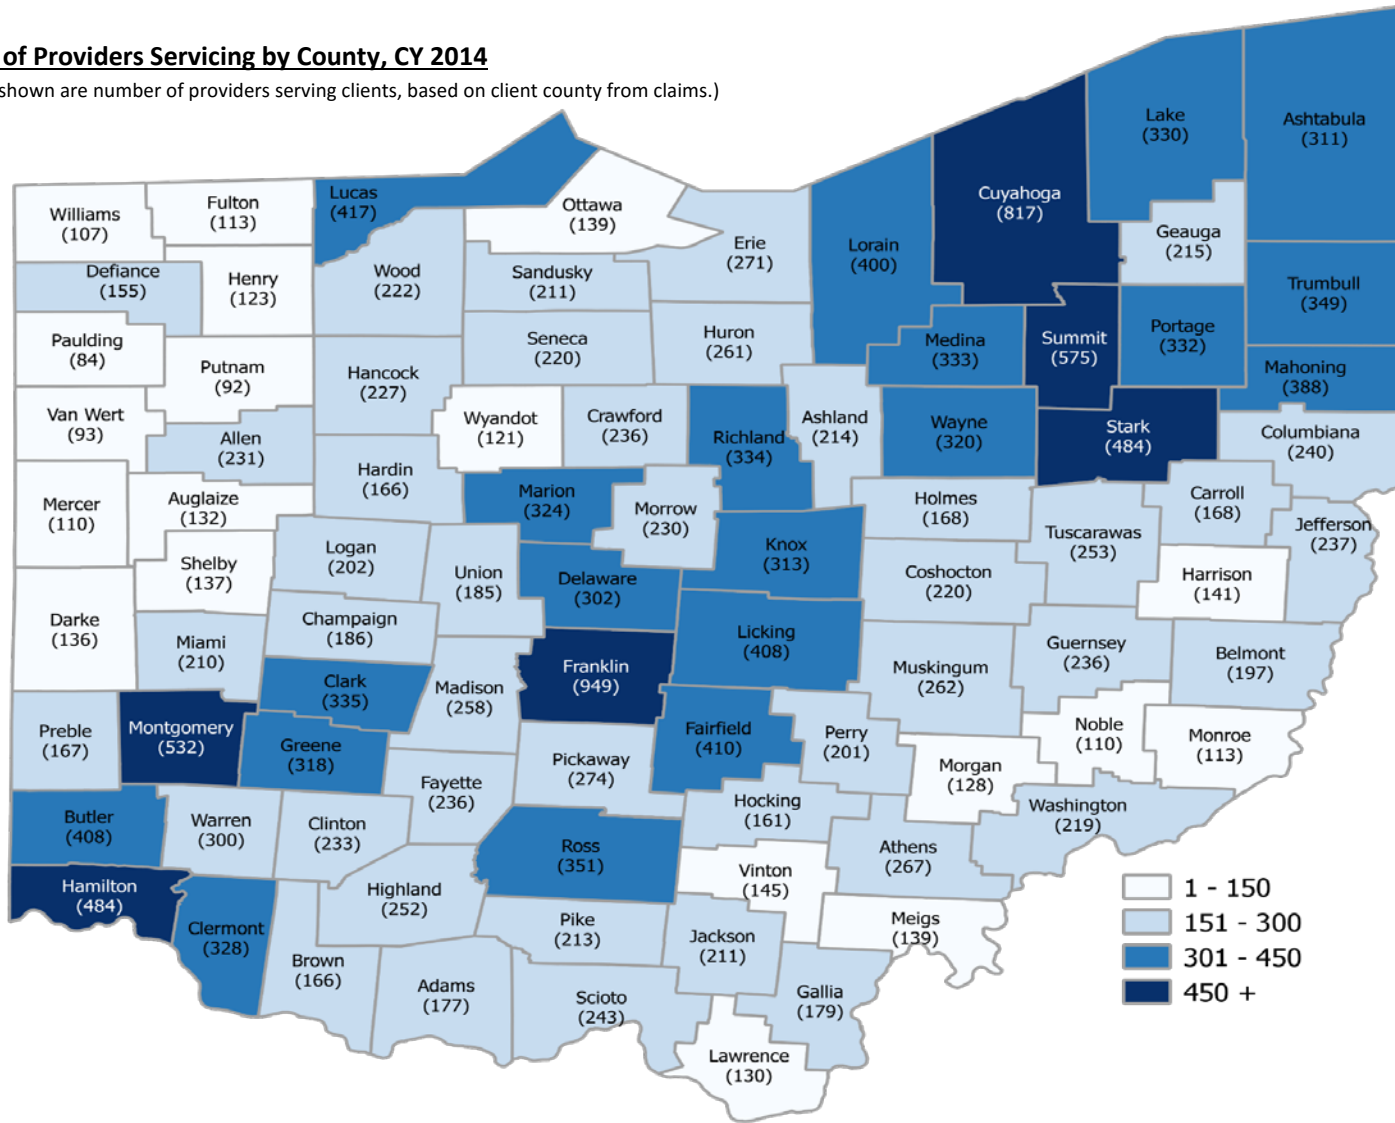 of Providers Servicing by County, CY 2014
shown are number of providers serving clients, based on client county from claims.)
Lake
(330)
Ashtabula
(311)
Cuyahoga
(817)
Lucas
(417)
Williams
(107)
Fulton
(113)
Ottawa
(139)
Erie
(271)
Lorain
(400)
Geauga
(215)
Defiance
(155)
Henry
(123)
Wood
(222)
Sandusky
(211)
Trumbull
(349)
Paulding
(84)
Putnam
(92)
Hancock
(227)
Seneca
(220)
Huron
(261)
Medina
(333)
Summit
(575)
Portage
(332)
Mahoning
(388)
Van Wert
(93)
Allen
(231)
Wyandot
(121)
Crawford
(236)
Richland
(334)
Ashland
(214)
Wayne
(320)
Stark
(484)
Columbiana
(240)
Mercer
(110)
Auglaize
(132)
Hardin
(166)
Marion
(324)
Morrow
(230)
Holmes
(168)
Tuscarawas
(253)
Carroll
(168)
Jefferson
(237)
Shelby
(137)
Logan
(202)
Union
(185)
Delaware
(302)
Knox
(313)
Coshocton
(220)
Harrison
(141)
Darke
(136)
Miami
(210)
Champaign
(186)
Licking
(408)
Guernsey
(236)
Belmont
(197)
Clark
(335)
Madison
(258)
Franklin
(949)
Muskingum
(262)
Preble
(167)
Montgomery
(532)
Greene
(318)
Fairfield
(410)
Perry
(201)
Noble
(110)
Monroe
(113)
Fayette
(236)
Pickaway
(274)
Morgan
(128)
Washington
(219)
Butler
(408)
Warren
(300)
Clinton
(233)
Hocking
(161)
Ross
(351)
Athens
(267)
Hamilton
(484)
Highland
(252)
Vinton
(145)
Clermont
(328)
Pike
(213)
Jackson
(211)
Meigs
(139)
Brown
(166)
Adams
(177)
Scioto
(243)
Gallia
(179)
Lawrence
(130)
1 - 150
151 - 300
301 - 450
450 +